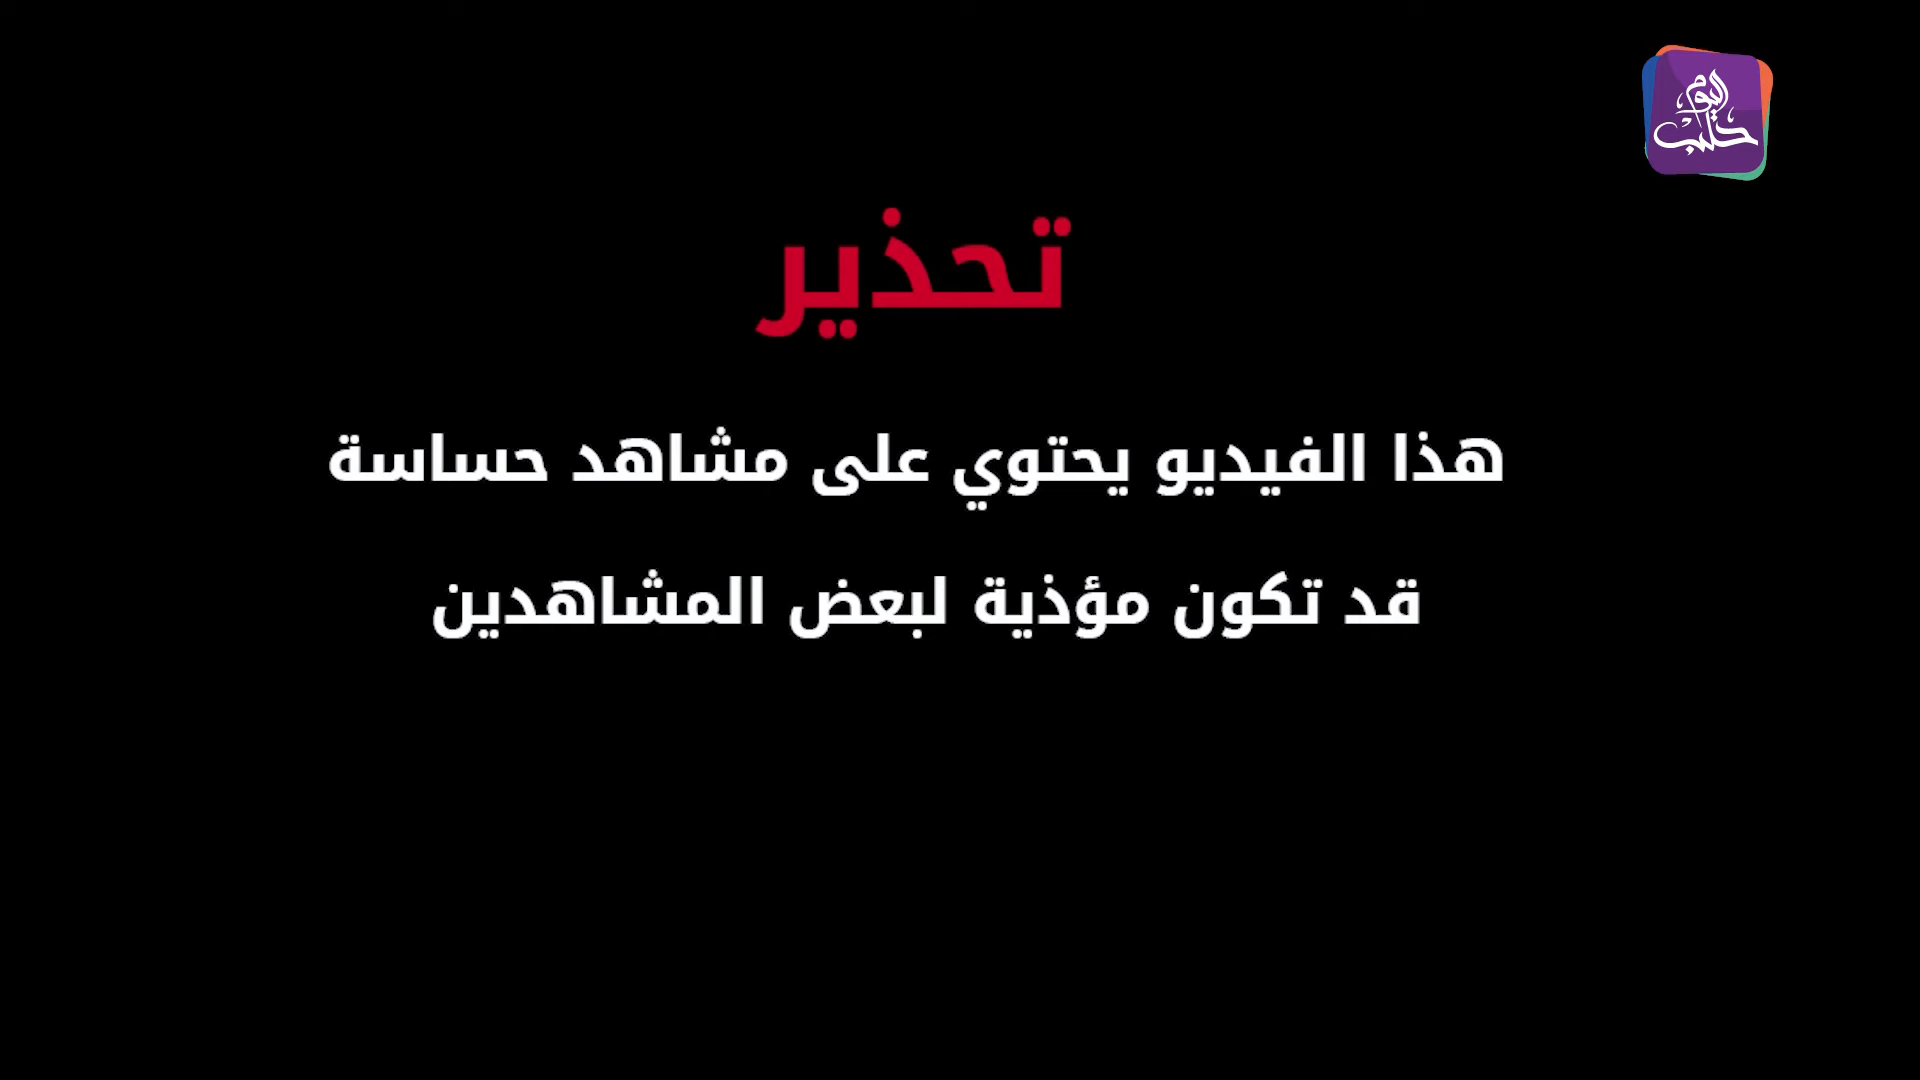 حلب اليوم
تحذير
هذا الفيديو يحتوي على مشاهد حساسة
قد تكون مؤذية لبعض المشاهدين